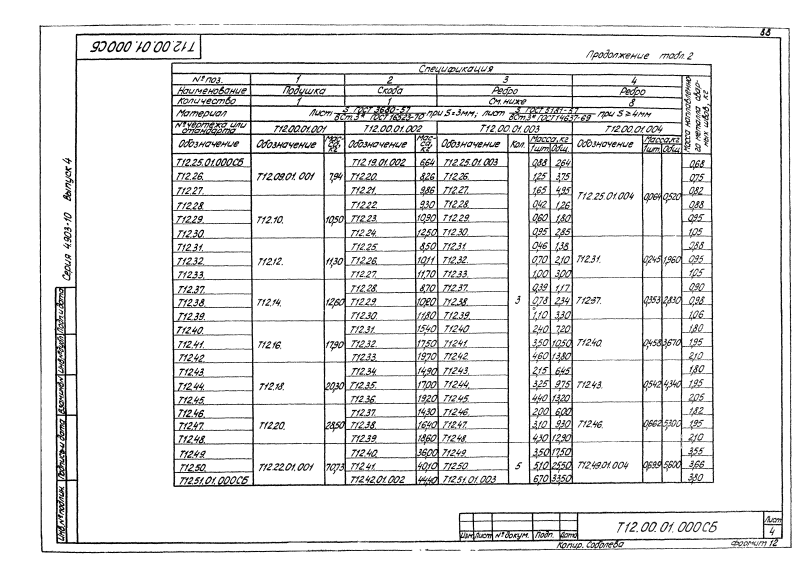 88
Т12.00.01.000СБ
Продолжение табл. 2
Спецификация
№ поз. 1 2 3 4 Масса наплавленного металла сварных швов, кг
Наименование Подушка Скоба Ребро Ребро
Количество 1 1 См. ниже 8
Материал Лист S ГОСТ 3680-57 / ВСт.3* ГОСТ 16523-70 при S=3мм; лист S ГОСТ 5181-57 / ВСт.3* ГОСТ 14637-69 при S≥4мм
№ чертежа или стандарта Т12.00.01.001 Т12.00.01.002 Т12.00.01.003 Т12.00.01.004
Обозначение Обозначение Масса, кг Обозначение Масса, кг Обозначение Кол. Масса, кг 1шт. Общ. Обозначение Масса, кг 1шт. Общ.
Т12.25.01.000СБ Т12.09.01.001 7,94 Т12.19.01.002 6,64 Т12.25.01.003 3 0,88 2,64 Т12.25.01.004 0,064 0,520 0,68
Т12.26. Т12.20. 8,26 Т12.26. 1,25 3,75 0,75
Т12.27. Т12.21. 9,86 Т12.27. 1,65 4,95 0,82
Т12.28 Т12.10. 10,50 Т12.22. 9,30 Т12.28. 0,42 1,26 0,88
Т12.29. Т12.23. 10,90 Т12.29. 0,60 1,80 0,95
Т12.30 Т12.24. 12,50 Т12.30. 0,95 2,85 1,05
Т12.31. Т12.12. 11,30 Т12.25 8,50 Т12.31 0,46 1,38 Т12.31. 0,245 1,960 0,88
Т12.32. Т12.26. 10,11 Т12.32. 0,70 2,10 0,95
Т12.33. Т12.27. 11,70 Т12.33. 1,00 3,00 1,05
Т12.37. Т12.14. 12,60 Т12.28. 8,70 Т12.37. 0,39 1,17 Т12.37. 0,353 2,830 0,90
Т12.38. Т12.29. 10,20 Т12.38. 0,78 2,34 0,98
Т12.39. Т12.30 11,80 Т12.39. 1,10 3,30 1,06
Т12.40. Т12.16. 17,90 Т12.31. 15,40 Т12.40 2,40 7,20 Т12.40. 0,458 3,670 1,80
Т12.41. Т12.32. 17,50 Т12.41. 3,50 10,50 1,95
Т12.42. Т12.33. 19,70 Т12.42. 4,60 13,80 2,10
Т12.43 Т12.18. 20,30 Т12.34. 14,90 Т12.43. 2,15 6,45 Т12.43. 0,542 4,340 1,80
Т12.44. Т12.35. 17,00 Т12.44. 3,25 9,75 1,95
Т12.45. Т12.36. 19,20 Т12.45. 4,40 13,20 2,05
Т12.46. Т12.20. 28,50 Т12.37. 14,30 Т12.46. 2,00 6,00 Т12.46. 0,662 5,300 1,82
Т12.47. Т12.38. 16,40 Т12.47. 3,10 9,30 1,95
Т12.48. Т12.39 18,60 Т12.48. 4,30 12,90 2,10
Т12.49. Т12.22.01.001 70,73 Т12.40. 36,00 Т12.49. 5 3,50 17,50 Т12.49.01.004 0,699 5,600 3,55
Т12.50. Т12.41. 40,10 Т12.50 5,10 25,50 3,66
Т12.51.01.000СБ Т12.42.01.002 44,40 Т12.51.01.003 6,70 33,50 3,80
Серия 4.903-10 Выпуск 4
Инв.№ подлин. Подпись и дата Взам.инв.№ Инв.№ дубл. Подп. и дата
Изм. Лист № докум. Подп. Дата
Т12.00.01.000СБ
Лист
4
Копир. Соболева формат 12